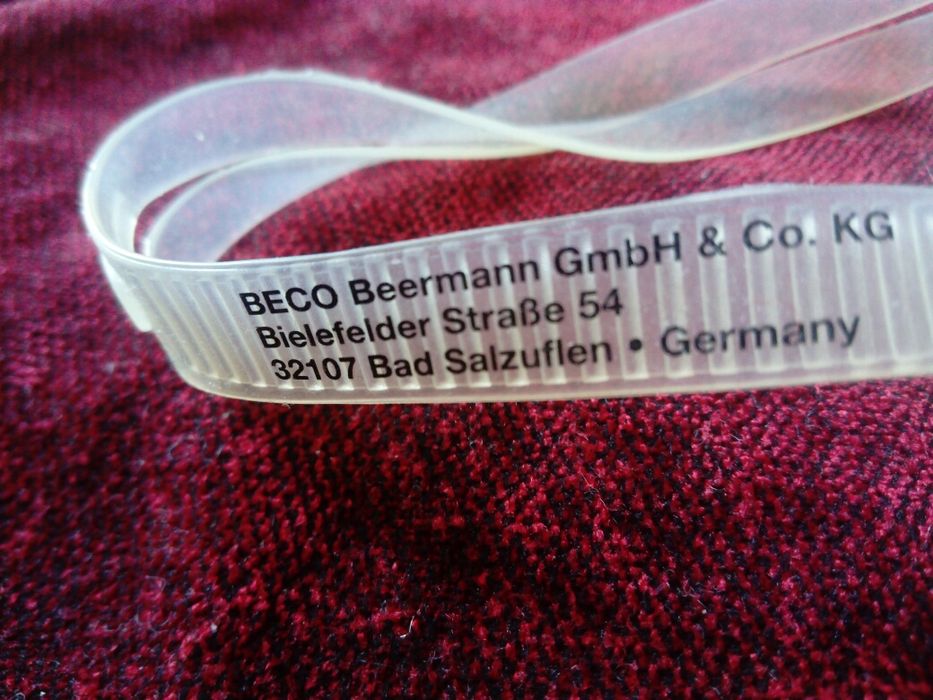 BECO Beermann GmbH & Co. KG
Bielefelder Straße 54
32107 Bad Salzuflen • Germany